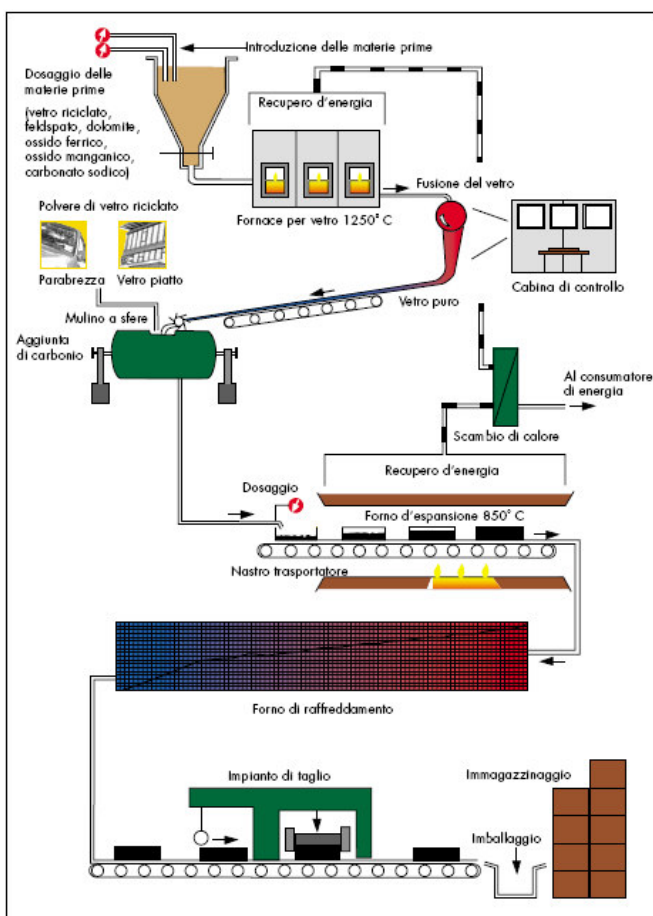 Introduzione delle materie prime
Dosaggio delle
materie prime
(vetro riciclato,
feldspato, dolomite,
ossido ferrico,
ossido manganico,
carbonato sodico)
Recupero d'energia
Fornace per vetro 1250° C
Fusione del vetro
Cabina di controllo
Polvere di vetro riciclato
Parabrezza
Vetro piatto
Vetro puro
Mulino a sfere
Aggiunta
di carbonio
Al consumatore
di energia
Scambio di calore
Recupero d'energia
Dosaggio
Forno d'espansione 850° C
Nastro trasportatore
Forno di raffreddamento
Impianto di taglio
Immagazzinaggio
Imballaggio